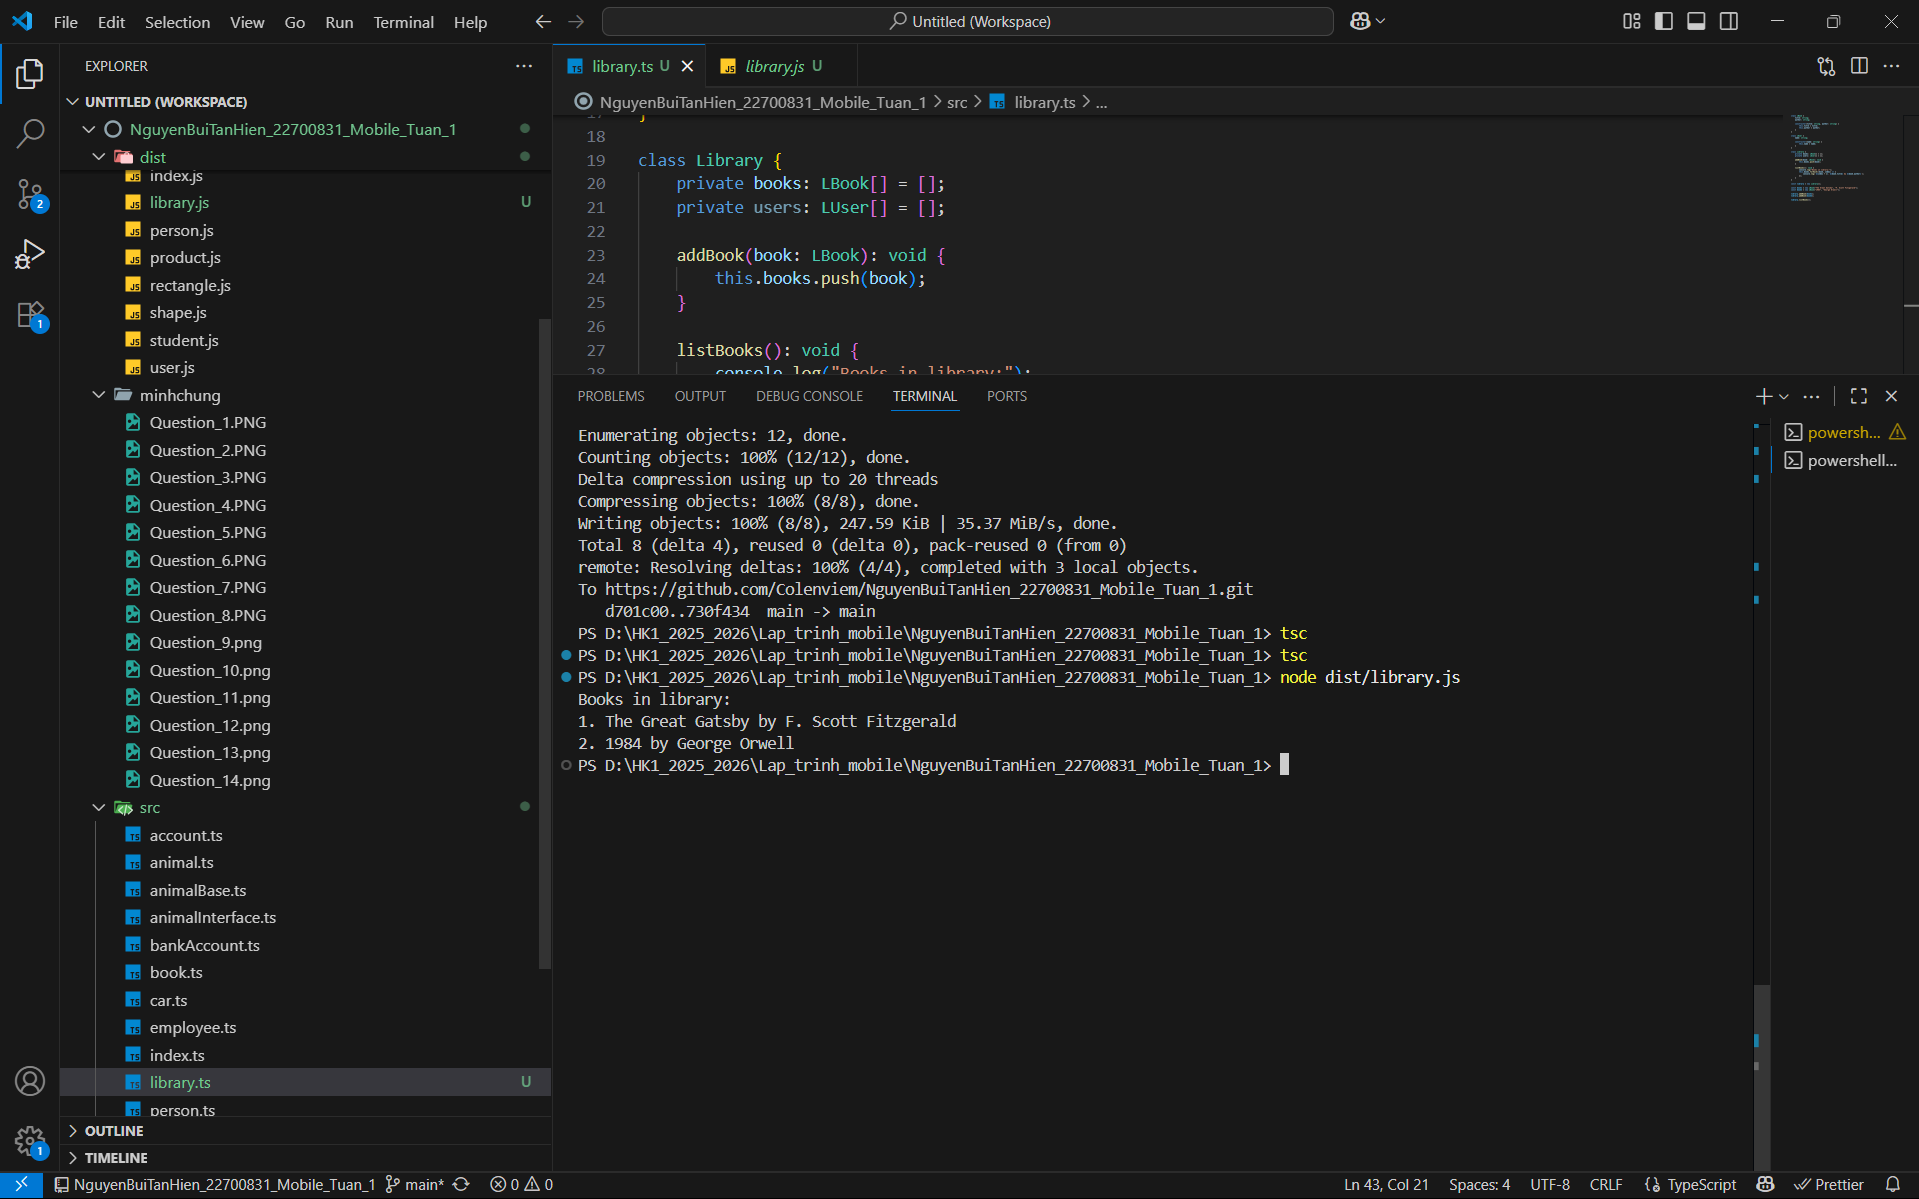 File Edit Selection View Go Run Terminal Help
Untitled (Workspace)
EXPLORER
UNTITLED (WORKSPACE)
NguyenBuiTanHien_22700831_Mobile_Tuan_1
dist
index.js
library.js U
person.js
product.js
rectangle.js
shape.js
student.js
user.js
minhchung
Question_1.PNG
Question_2.PNG
Question_3.PNG
Question_4.PNG
Question_5.PNG
Question_6.PNG
Question_7.PNG
Question_8.PNG
Question_9.png
Question_10.png
Question_11.png
Question_12.png
Question_13.png
Question_14.png
src
account.ts
animal.ts
animalBase.ts
animalInterface.ts
bankAccount.ts
book.ts
car.ts
employee.ts
index.ts
library.ts U
person.ts
OUTLINE
TIMELINE
2
1
1
library.ts U
library.js U
NguyenBuiTanHien_22700831_Mobile_Tuan_1 > src > library.ts > ...
17 }
18
19 class Library {
20 private books: LBook[] = [];
21 private users: LUser[] = [];
22
23 addBook(book: LBook): void {
24 this.books.push(book);
25 }
26
27 listBooks(): void {
28 console.log("Books in library:");
PROBLEMS OUTPUT DEBUG CONSOLE TERMINAL PORTS
powersh...
powershell...
Enumerating objects: 12, done.
Counting objects: 100% (12/12), done.
Delta compression using up to 20 threads
Compressing objects: 100% (8/8), done.
Writing objects: 100% (8/8), 247.59 KiB | 35.37 MiB/s, done.
Total 8 (delta 4), reused 0 (delta 0), pack-reused 0 (from 0)
remote: Resolving deltas: 100% (4/4), completed with 3 local objects.
To https://github.com/Colenviem/NguyenBuiTanHien_22700831_Mobile_Tuan_1.git
d701c00..730f434 main -> main
PS D:\HK1_2025_2026\Lap_trinh_mobile\NguyenBuiTanHien_22700831_Mobile_Tuan_1> tsc
PS D:\HK1_2025_2026\Lap_trinh_mobile\NguyenBuiTanHien_22700831_Mobile_Tuan_1> tsc
PS D:\HK1_2025_2026\Lap_trinh_mobile\NguyenBuiTanHien_22700831_Mobile_Tuan_1> node dist/library.js
Books in library:
1. The Great Gatsby by F. Scott Fitzgerald
2. 1984 by George Orwell
PS D:\HK1_2025_2026\Lap_trinh_mobile\NguyenBuiTanHien_22700831_Mobile_Tuan_1>
NguyenBuiTanHien_22700831_Mobile_Tuan_1 main* 0 0
Ln 43, Col 21 Spaces: 4 UTF-8 CRLF TypeScript Prettier